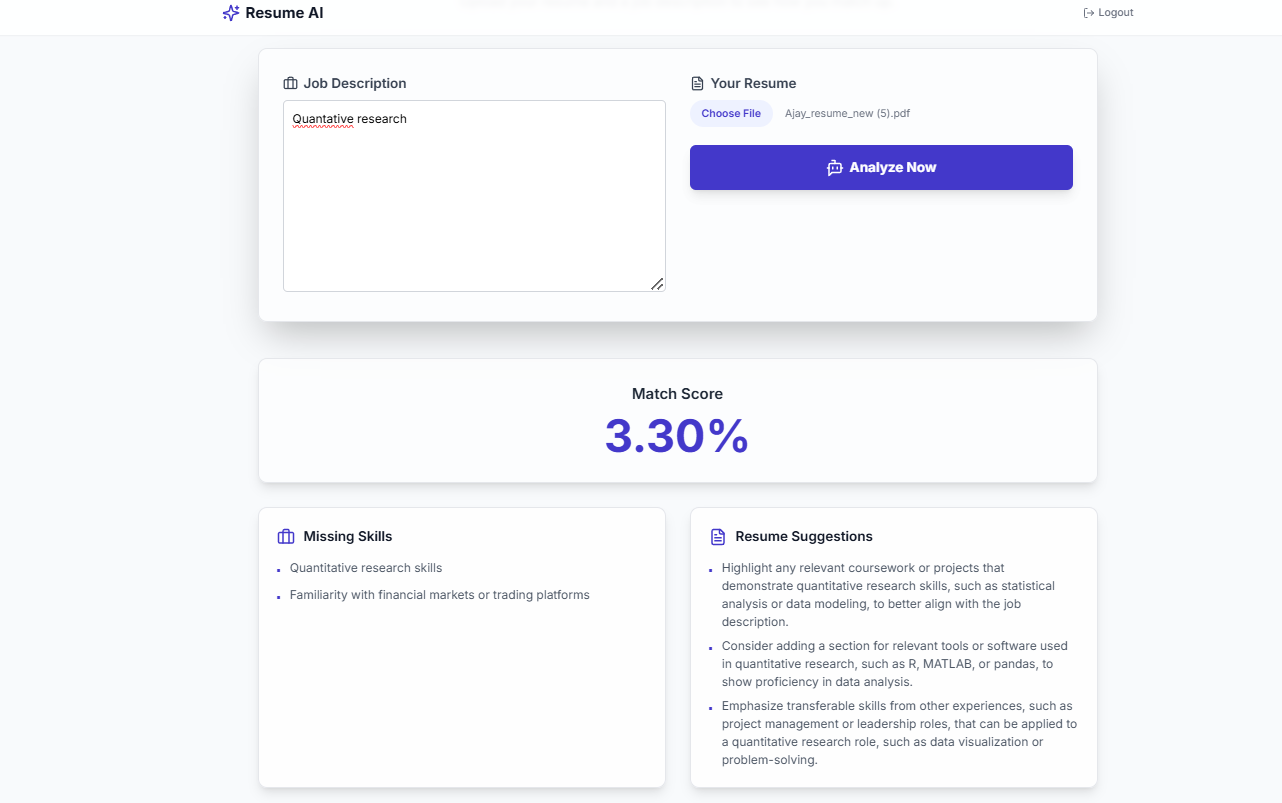 Resume AI
Logout
Job Description
Quantative research
Your Resume
Choose File Ajay_resume_new (5).pdf
Analyze Now
Match Score
3.30%
Missing Skills
Quantitative research skills
Familiarity with financial markets or trading platforms
Resume Suggestions
Highlight any relevant coursework or projects that
demonstrate quantitative research skills, such as statistical
analysis or data modeling, to better align with the job
description.
Consider adding a section for relevant tools or software used
in quantitative research, such as R, MATLAB, or pandas, to
show proficiency in data analysis.
Emphasize transferable skills from other experiences, such as
project management or leadership roles, that can be applied to
a quantitative research role, such as data visualization or
problem-solving.